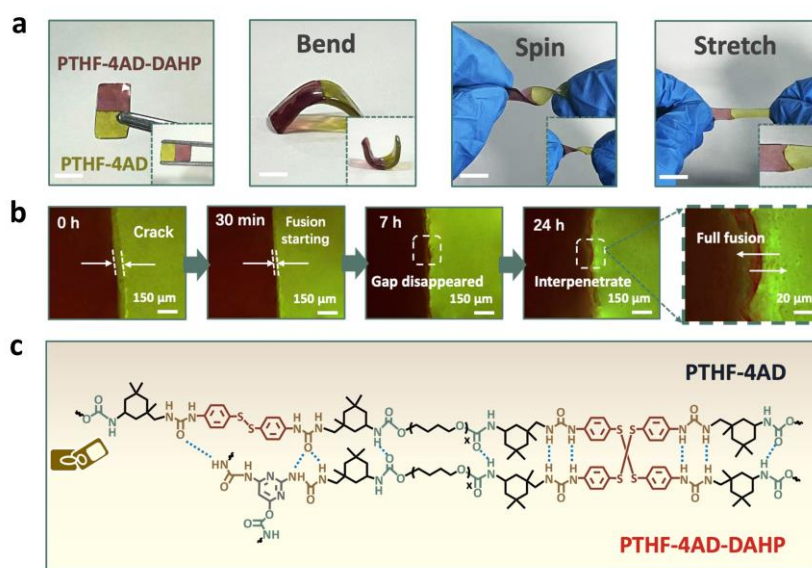 a
PTHF-4AD-DAHP
PTHF-4AD
Bend
Spin
Stretch
b
0 h
Crack
150 µm
30 min
Fusion
starting
150 µm
7 h
Gap disappeared
150 µm
24 h
Interpenetrate
150 µm
Full fusion
20 µm
c
PTHF-4AD
PTHF-4AD-DAHP